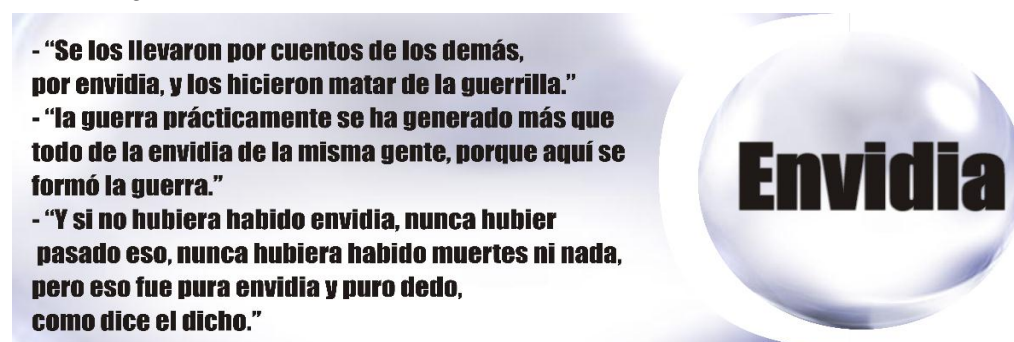 - “Se los llevaron por cuentos de los demás,
por envidia, y los hicieron matar de la guerrilla.”
- “la guerra prácticamente se ha generado más que
todo de la envidia de la misma gente, porque aquí se
formó la guerra.”
- “Y si no hubiera habido envidia, nunca hubier
pasado eso, nunca hubiera habido muertes ni nada,
pero eso fue pura envidia y puro dedo,
como dice el dicho.”
Envidia